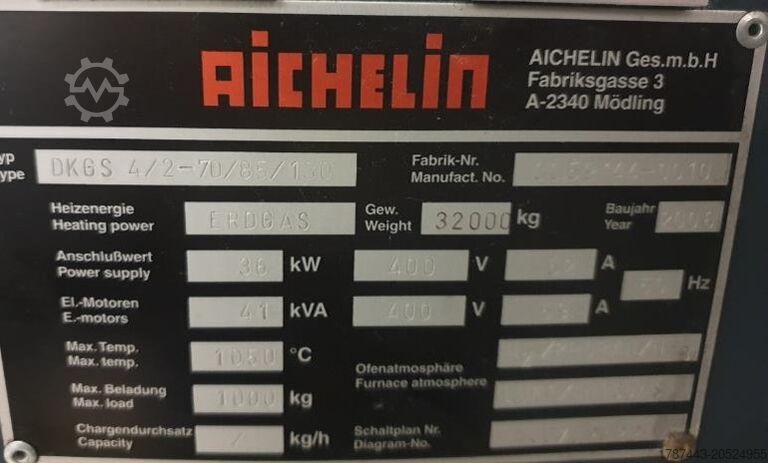 AICHELIN
AICHELIN Ges.m.b.H
Fabriksgasse 3
A-2340 Mödling
DKGS 4/2-70/85/130
Fabrik-Nr.
Manufact. No.
Heizenergie
Heating power
ERDGAS
Gew.
Weight
32000 kg
Baujahr
Year
2006
Anschlußwert
Power supply
36 kW
400 V
A
Hz
El.-Motoren
E.-motors
41 kVA
400 V
A
Max. Temp.
Max. temp.
1050 °C
Ofenatmosphäre
Furnace atmosphere
Max. Beladung
Max. load
1000 kg
Chargendurchsatz
Capacity
/ kg/h
Schaltplan Nr.
Diagram-No.
1787443-20524955